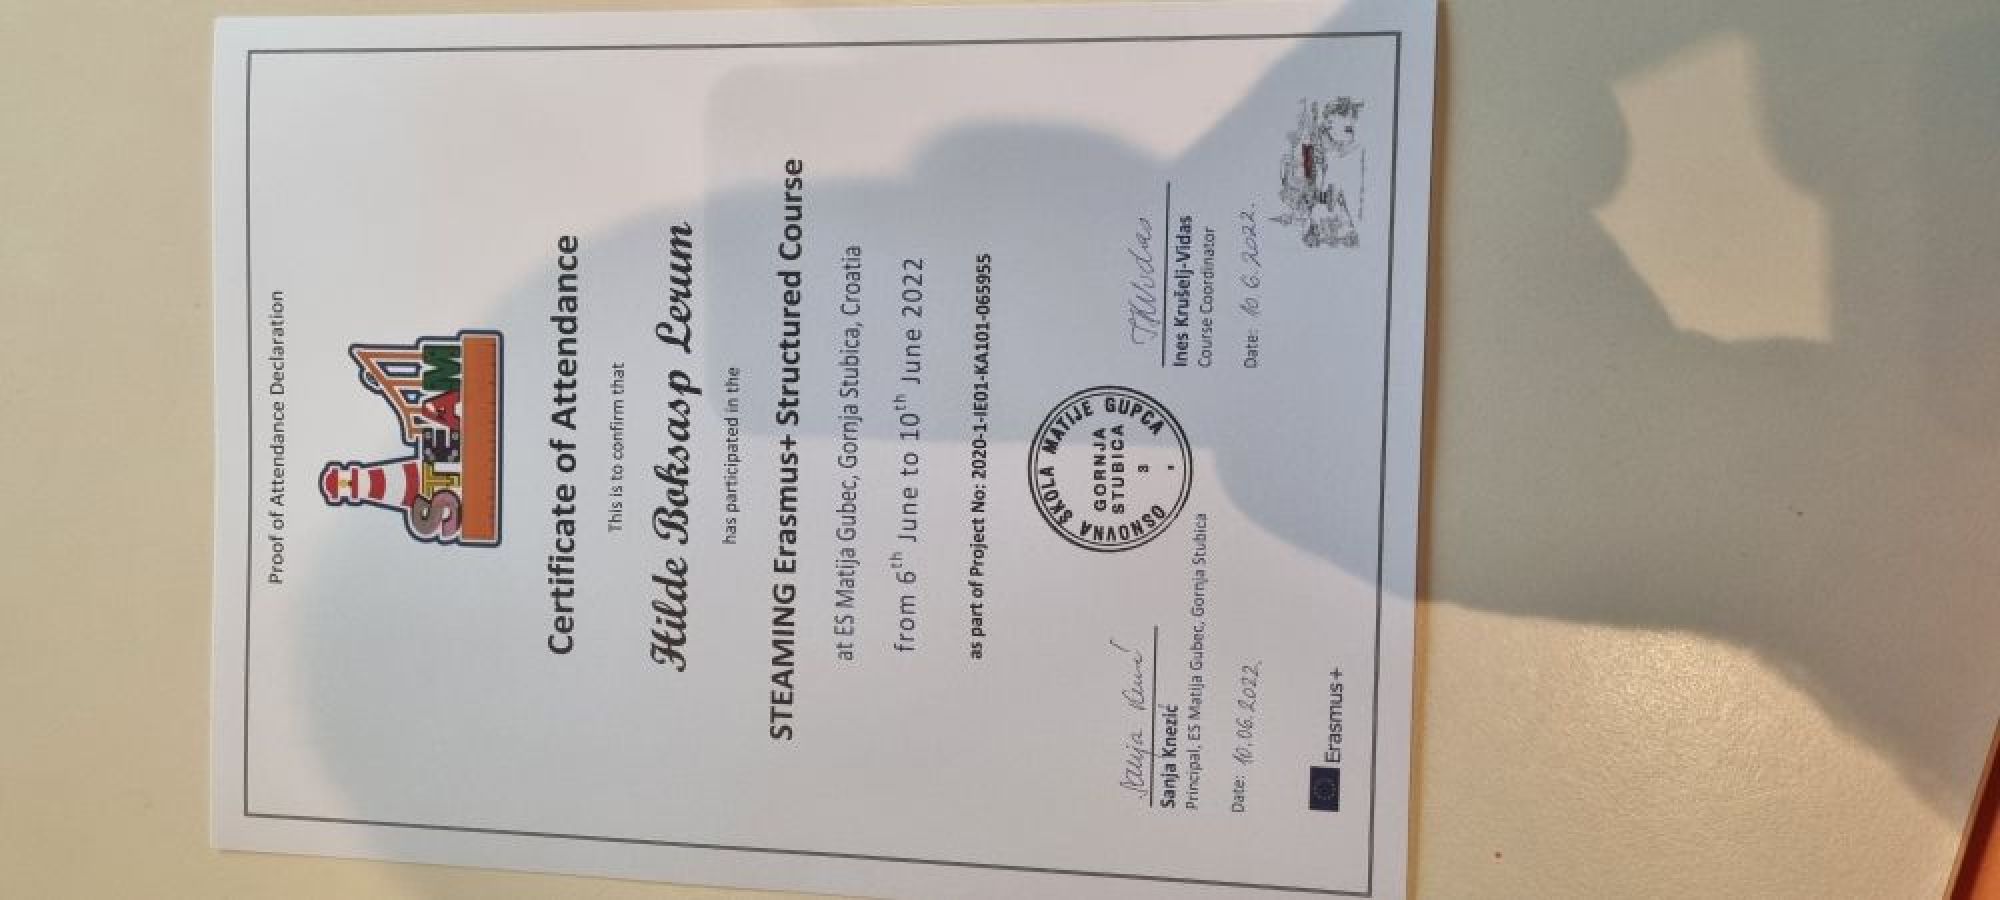 Proof of Attendance Declaration
STEAM
Certificate of Attendance
This is to confirm that
Hilde Boksasp Lerum
has participated in the
STEAMING Erasmus+ Structured Course
at ES Matija Gubec, Gornja Stubica, Croatia
from 6th June to 10th June 2022
as part of Project No: 2020-1-IE01-KA101-065955
OSNOVNA ŠKOLA MATIJE GUPCA
GORNJA
STUBICA
3
Sanja Knezić
Principal, ES Matija Gubec, Gornja Stubica
Date: 10.06.2022.
Ines Krušelj-Vidas
Course Coordinator
Date: 10.6.2022.
Erasmus+